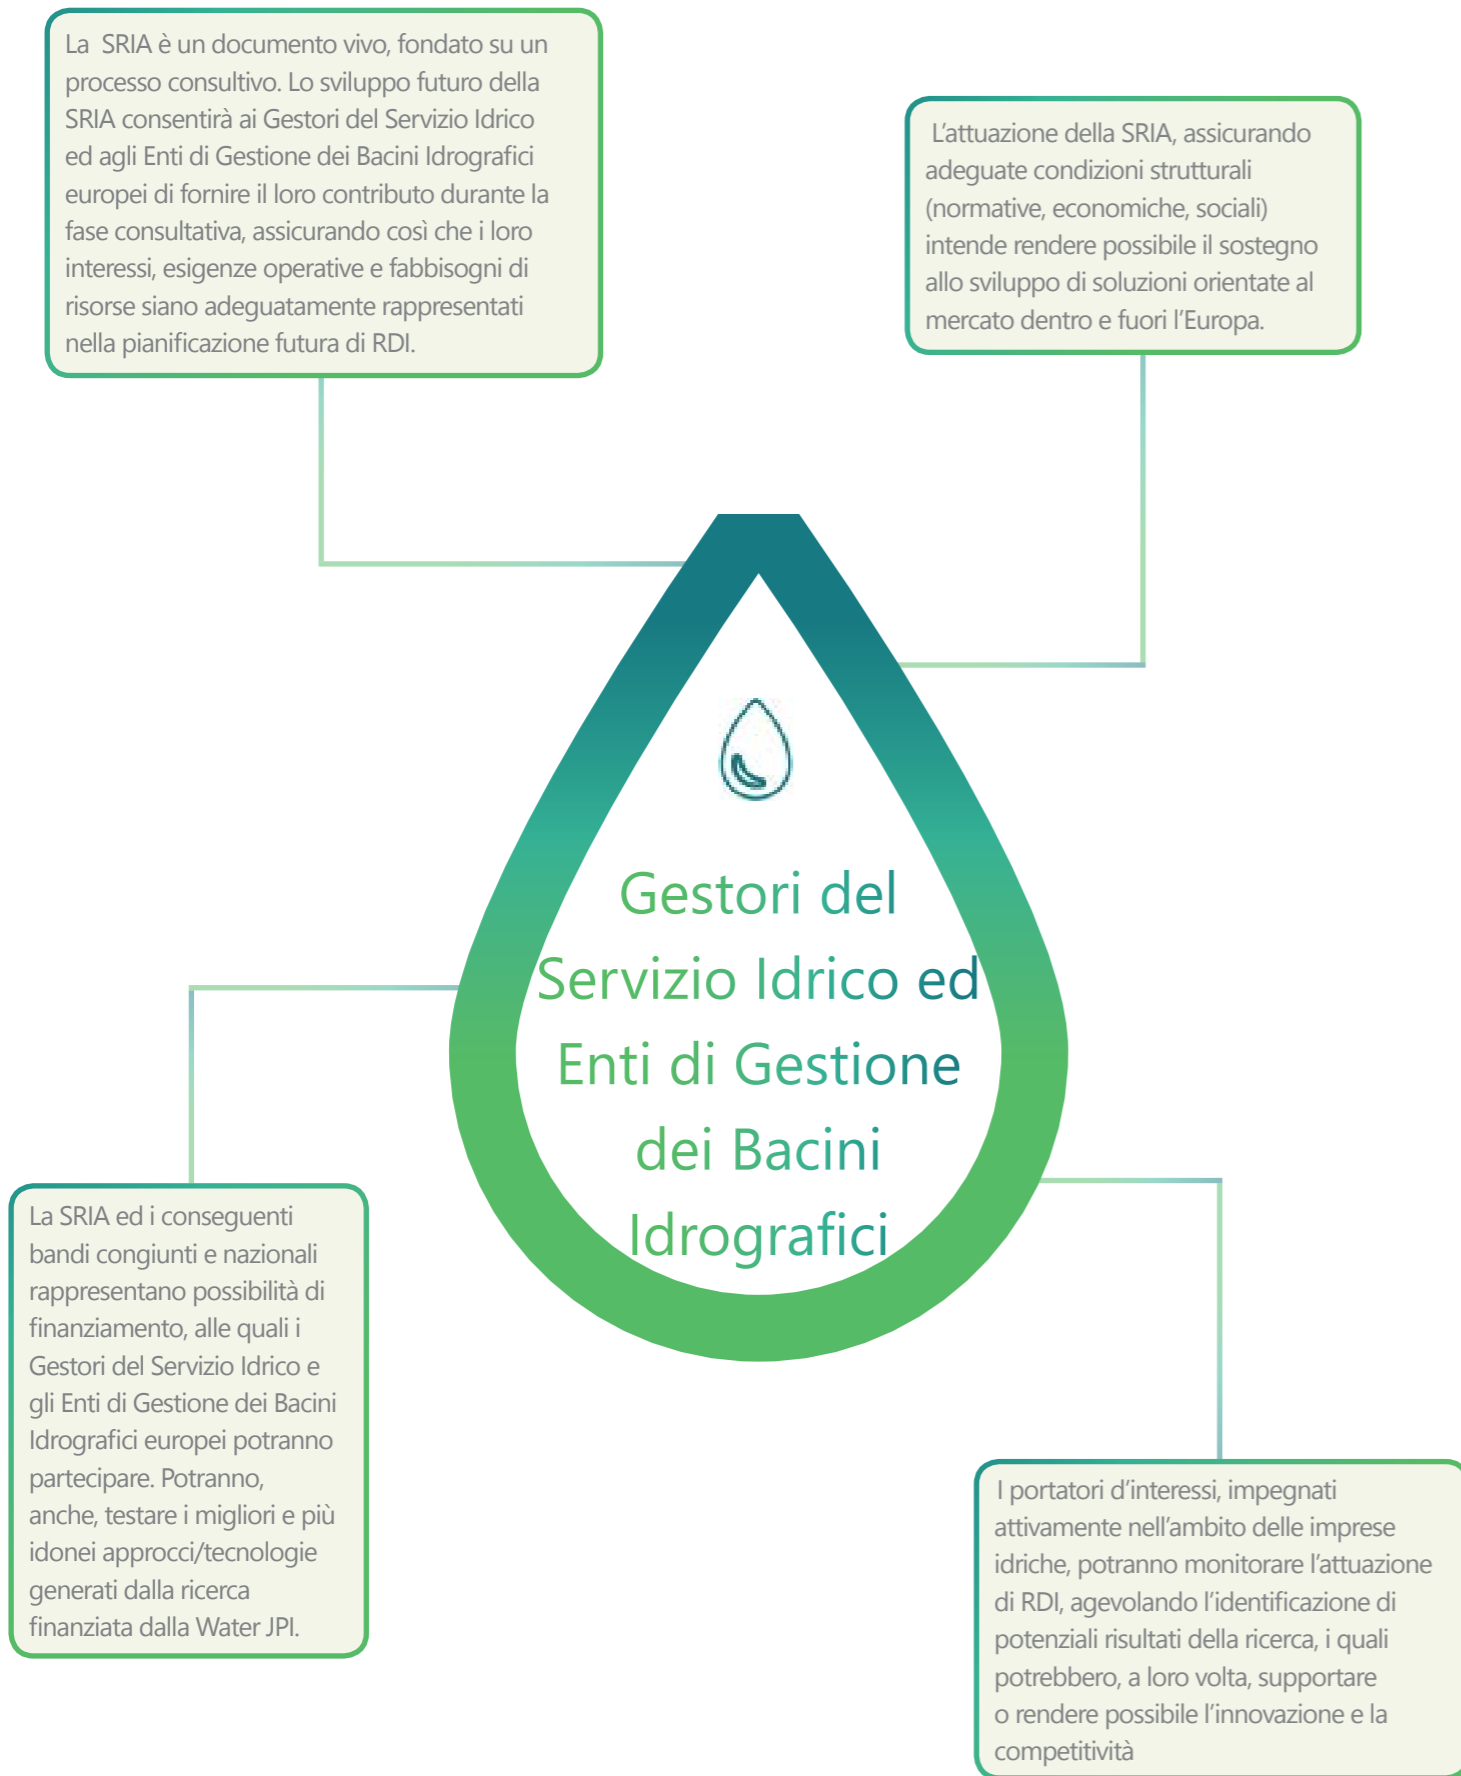 La  SRIA è un documento vivo, fondato su un
processo consultivo. Lo sviluppo futuro della
SRIA consentirà ai Gestori del Servizio Idrico
ed agli Enti di Gestione dei Bacini Idrografici
europei di fornire il loro contributo durante la
fase consultativa, assicurando così che i loro
interessi, esigenze operative e fabbisogni di
risorse siano adeguatamente rappresentati
nella pianificazione futura di RDI.
L’attuazione della SRIA, assicurando
adeguate condizioni strutturali
(normative, economiche, sociali)
intende rendere possibile il sostegno
allo sviluppo di soluzioni orientate al
mercato dentro e fuori l’Europa.
Gestori del
Servizio Idrico ed
Enti di Gestione
dei Bacini
Idrografici
La SRIA ed i conseguenti
bandi congiunti e nazionali
rappresentano possibilità di
finanziamento, alle quali i
Gestori del Servizio Idrico e
gli Enti di Gestione dei Bacini
Idrografici europei potranno
partecipare. Potranno,
anche, testare i migliori e più
idonei approcci/tecnologie
generati dalla ricerca
finanziata dalla Water JPI.
I portatori d’interessi, impegnati
attivamente nell’ambito delle imprese
idriche, potranno monitorare l’attuazione
di RDI, agevolando l’identificazione di
potenziali risultati della ricerca, i quali
potrebbero, a loro volta, supportare
o rendere possibile l’innovazione e la
competitività